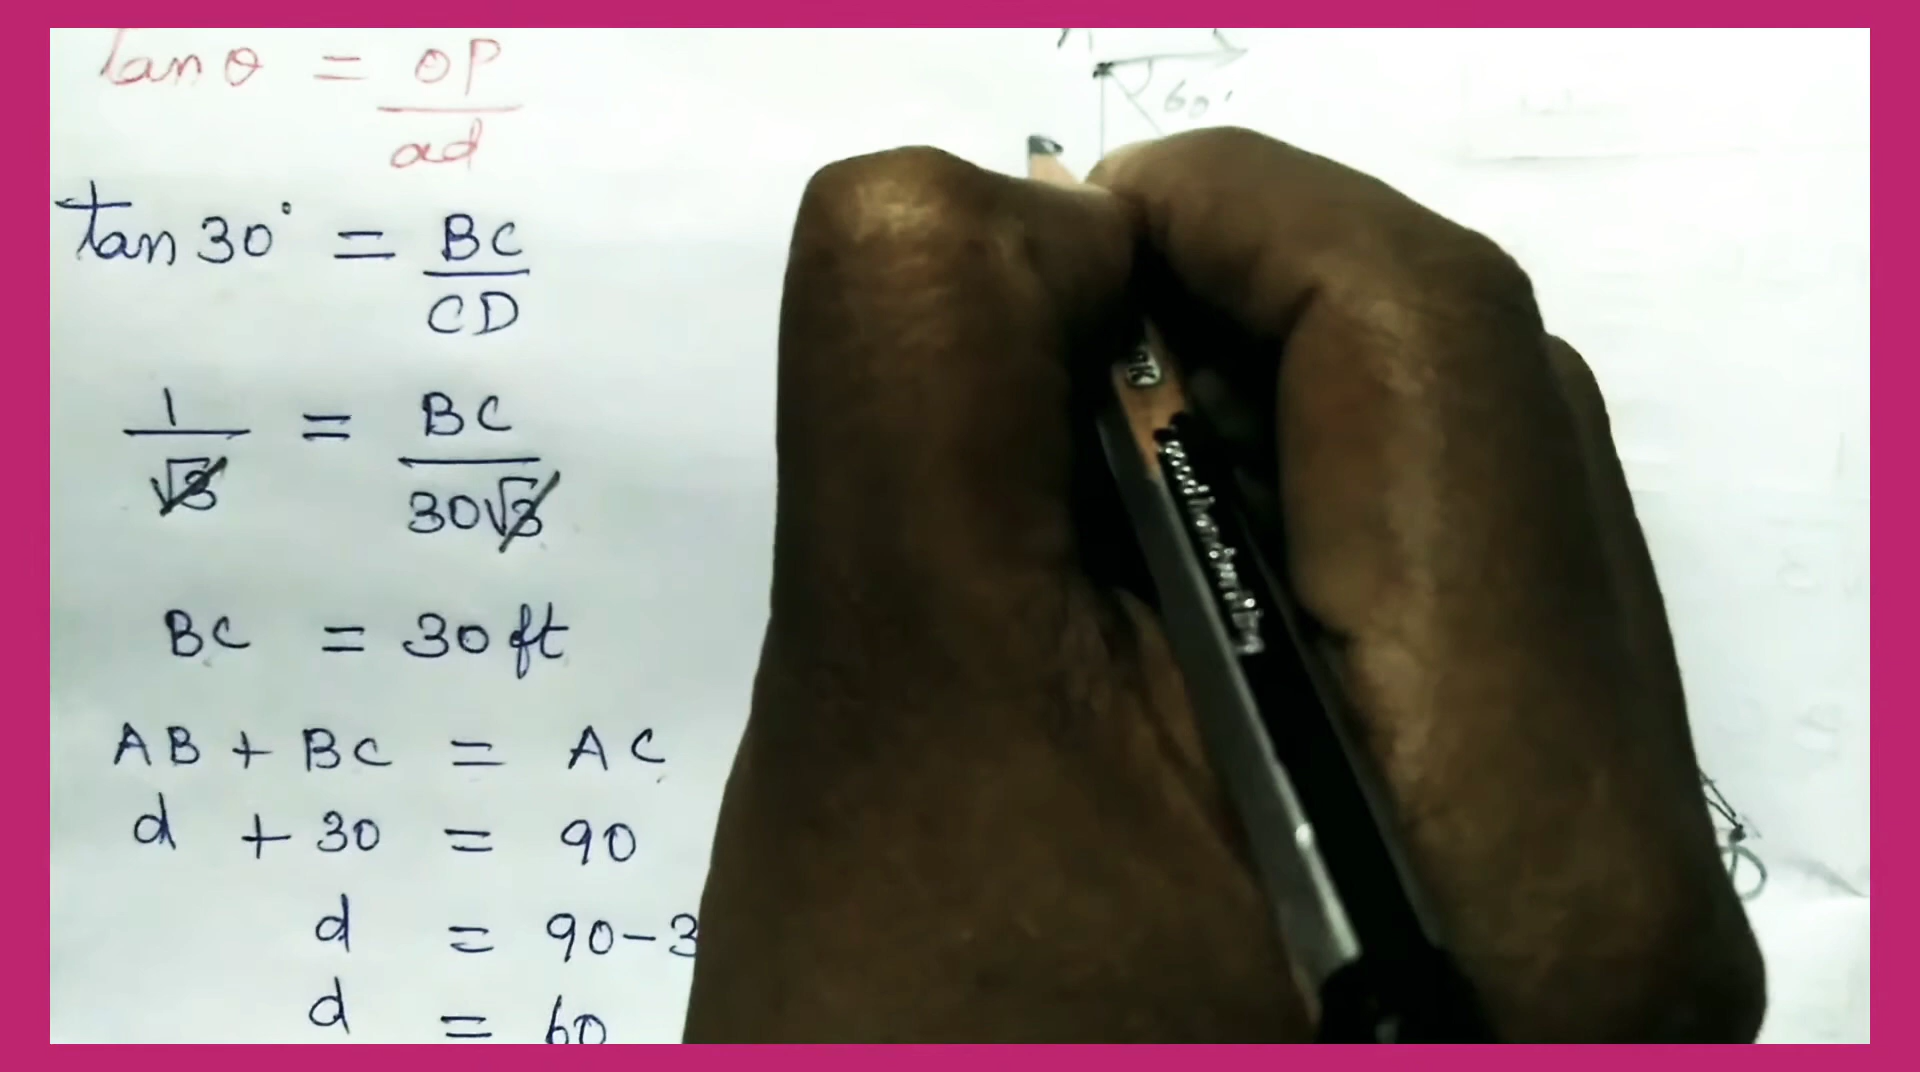 tan θ = OP/ad
tan 30° = BC/CD
1/√3 = BC/30√3
BC = 30 ft
AB + BC = AC
d + 30 = 90
d = 90 - 3
d = 60
60°